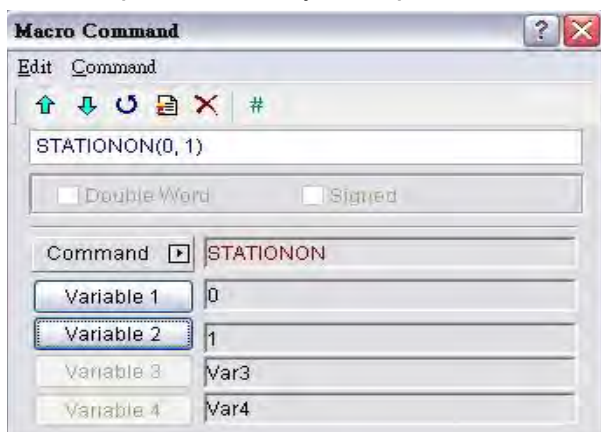 Macro Command ?
Edit Command
#
STATIONON(0, 1)
Double Word Signed
Command STATIONON
Variable 1 0
Variable 2 1
Variable 3 Var3
Variable 4 Var4